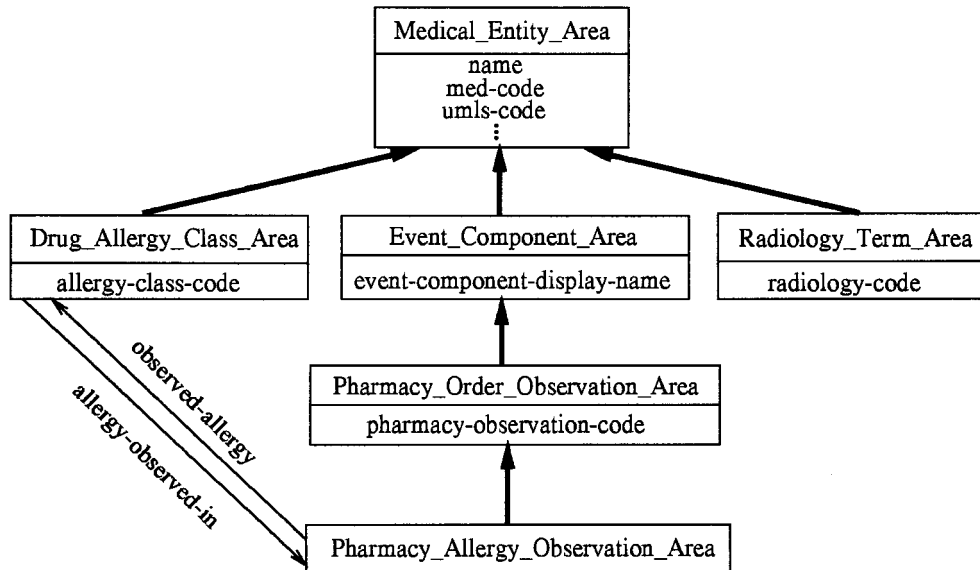 Medical_Entity_Area
name
med-code
umls-code
Drug_Allergy_Class_Area
allergy-class-code
Event_Component_Area
event-component-display-name
Radiology_Term_Area
radiology-code
observed-allergy
allergy-observed-in
Pharmacy_Order_Observation_Area
pharmacy-observation-code
Pharmacy_Allergy_Observation_Area